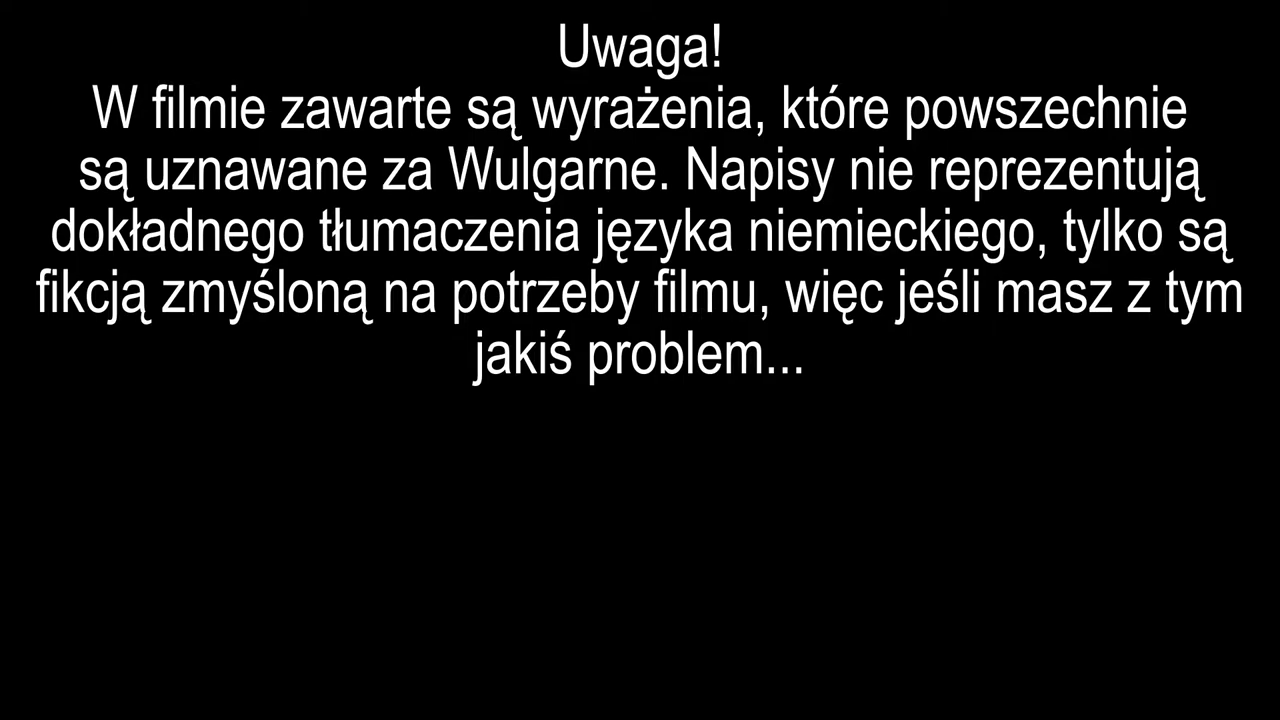 Uwaga!
W filmie zawarte są wyrażenia, które powszechnie
są uznawane za Wulgarne. Napisy nie reprezentują
dokładnego tłumaczenia języka niemieckiego, tylko są
fikcją zmyśloną na potrzeby filmu, więc jeśli masz z tym
jakiś problem...